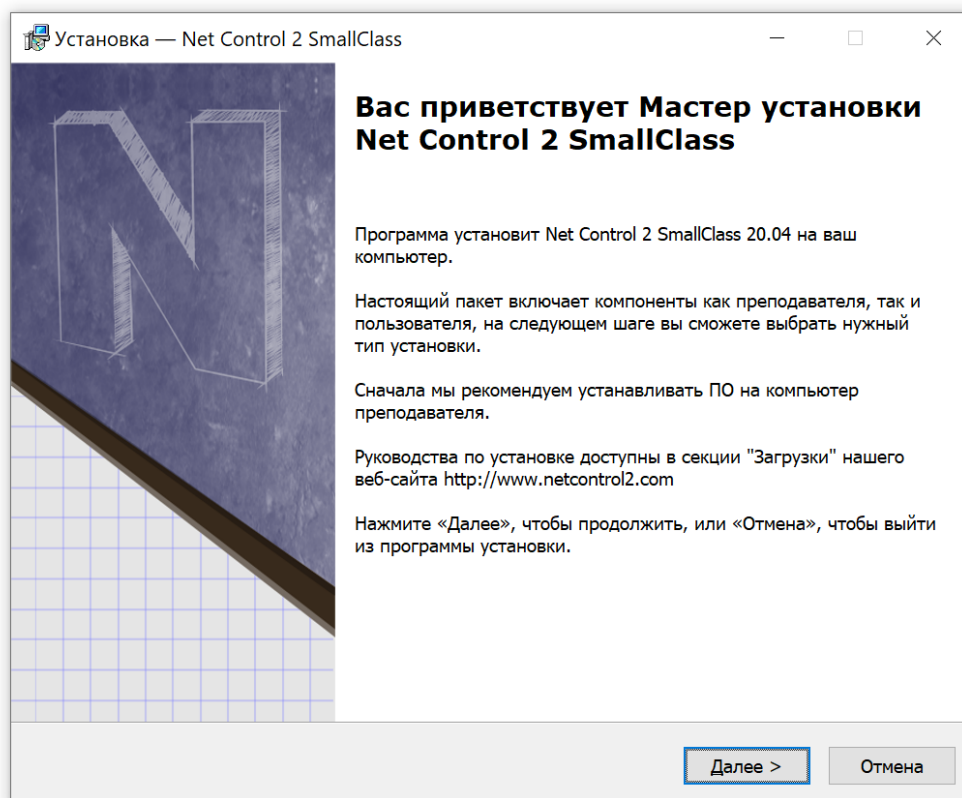 Установка — Net Control 2 SmallClass
N
Вас приветствует Мастер установки
Net Control 2 SmallClass
Программа установит Net Control 2 SmallClass 20.04 на ваш
компьютер.
Настоящий пакет включает компоненты как преподавателя, так и
пользователя, на следующем шаге вы сможете выбрать нужный
тип установки.
Сначала мы рекомендуем устанавливать ПО на компьютер
преподавателя.
Руководства по установке доступны в секции "Загрузки" нашего
веб-сайта http://www.netcontrol2.com
Нажмите «Далее», чтобы продолжить, или «Отмена», чтобы выйти
из программы установки.
Далее >
Отмена